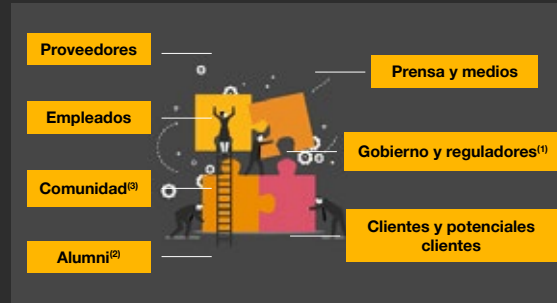 Proveedores
Empleados
Comunidad(3)
Alumni(2)
Prensa y medios
Gobierno y reguladores(1)
Clientes y potenciales
clientes